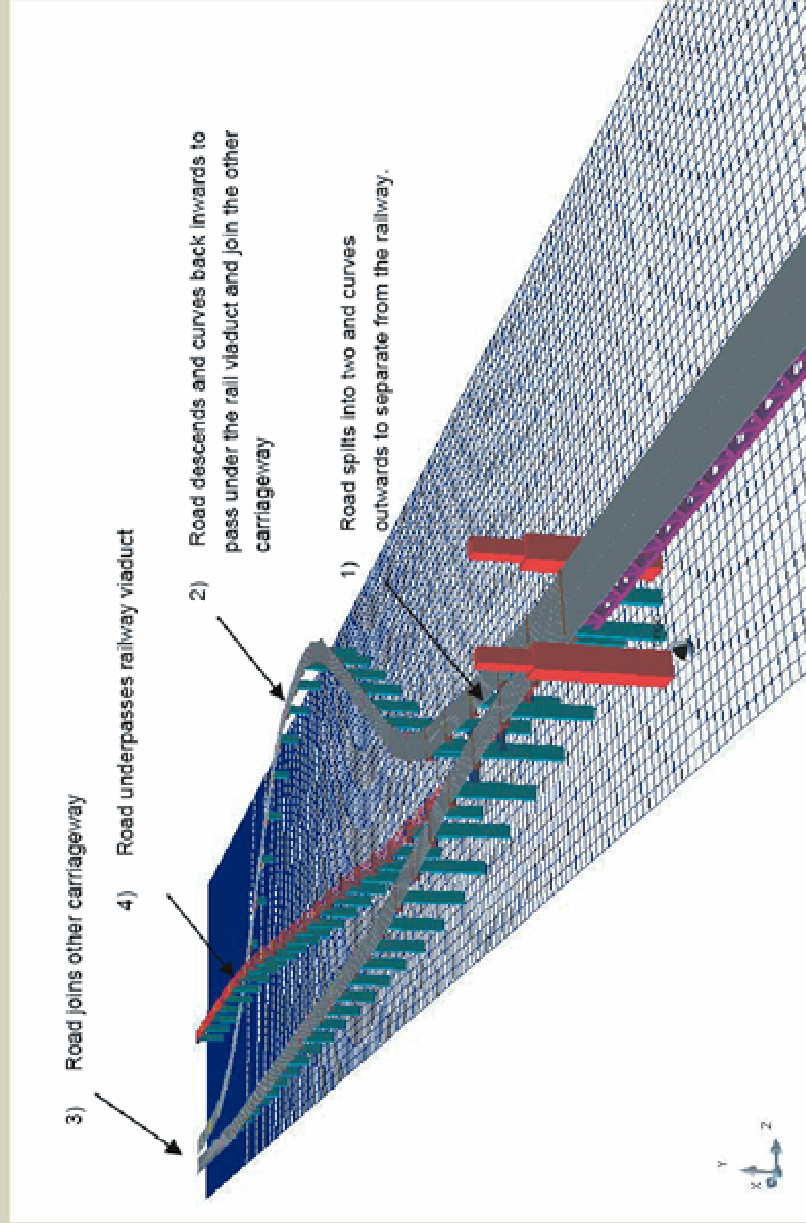 3) Road joins other carriageway
4) Road underpasses railway viaduct
2) Road descends and curves back inwards to
pass under the rail viaduct and join the other
carriageway
1) Road splits into two and curves
outwards to separate from the railway.
Y
X
Z